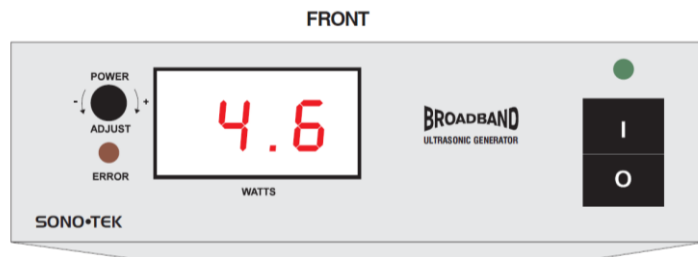 FRONT
POWER
- +
ADJUST
ERROR
4.6
WATTS
BROADBAND
ULTRASONIC GENERATOR
I
O
SONO•TEK